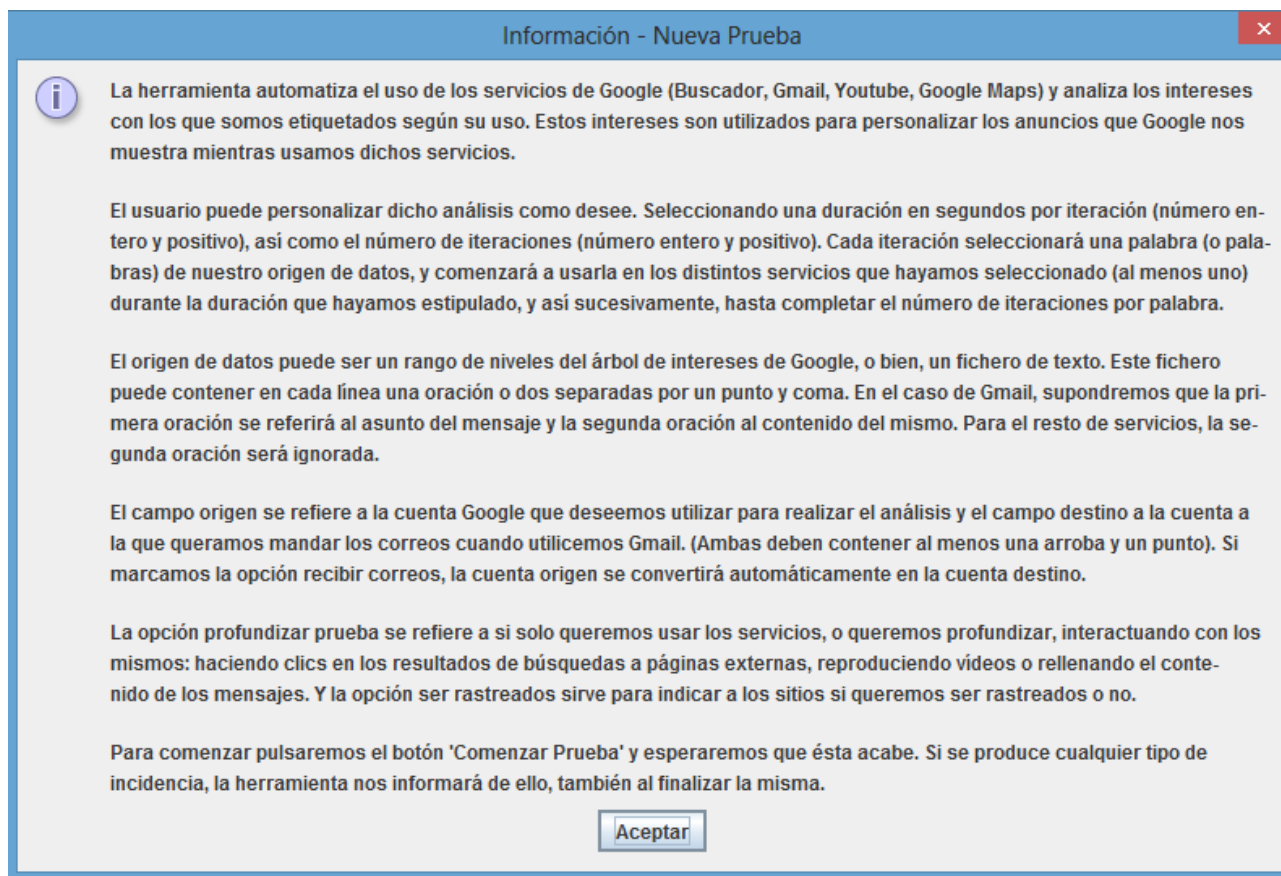 Información - Nueva Prueba
La herramienta automatiza el uso de los servicios de Google (Buscador, Gmail, Youtube, Google Maps) y analiza los intereses
con los que somos etiquetados según su uso. Estos intereses son utilizados para personalizar los anuncios que Google nos
muestra mientras usamos dichos servicios.
El usuario puede personalizar dicho análisis como desee. Seleccionando una duración en segundos por iteración (número en-
tero y positivo), así como el número de iteraciones (número entero y positivo). Cada iteración seleccionará una palabra (o pala-
bras) de nuestro origen de datos, y comenzará a usarla en los distintos servicios que hayamos seleccionado (al menos uno)
durante la duración que hayamos estipulado, y así sucesivamente, hasta completar el número de iteraciones por palabra.
El origen de datos puede ser un rango de niveles del árbol de intereses de Google, o bien, un fichero de texto. Este fichero
puede contener en cada línea una oración o dos separadas por un punto y coma. En el caso de Gmail, supondremos que la pri-
mera oración se referirá al asunto del mensaje y la segunda oración al contenido del mismo. Para el resto de servicios, la se-
gunda oración será ignorada.
El campo origen se refiere a la cuenta Google que deseemos utilizar para realizar el análisis y el campo destino a la cuenta a
la que queramos mandar los correos cuando utilicemos Gmail. (Ambas deben contener al menos una arroba y un punto). Si
marcamos la opción recibir correos, la cuenta origen se convertirá automáticamente en la cuenta destino.
La opción profundizar prueba se refiere a si solo queremos usar los servicios, o queremos profundizar, interactuando con los
mismos: haciendo clics en los resultados de búsquedas a páginas externas, reproduciendo vídeos o rellenando el conte-
nido de los mensajes. Y la opción ser rastreados sirve para indicar a los sitios si queremos ser rastreados o no.
Para comenzar pulsaremos el botón 'Comenzar Prueba' y esperaremos que ésta acabe. Si se produce cualquier tipo de
incidencia, la herramienta nos informará de ello, también al finalizar la misma.
Aceptar